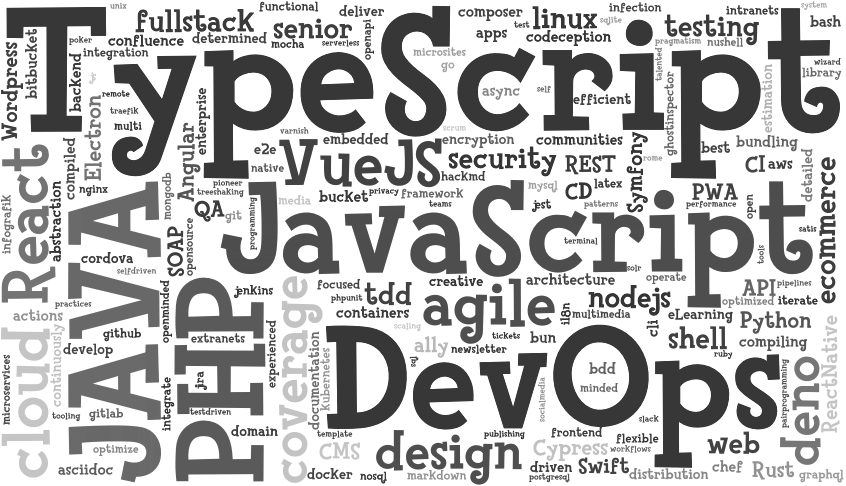 unix
functional
deliver
composer
infection
intranets
system
fullstack
linux
sqlite
bash
poker
confluence
determined
senior
openapi
apps
test
codeception
testing
Wordpress
bitbucket
integration
mocha
serverless
microsites
go
pragmatism
nushell
wizard
library
TypeScript
backend
remote
traefik
multi
Electron
enterprise
async
self
efficient
talented
ghostinspector
estimation
varnish
scrum
embedded
encryption
communities
best
bundling
e2e
native
VueJS
security
REST
rome
CI
aws
detailed
compiled
nginx
Angular
pioneer
treeshaking
hackmd
CD
latex
Symfony
PWA
performance
infografik
React
abstraction
mongodb
QA
git
media
bucket
privacy
framework
teams
mysql
jest
patterns
open
satis
ecommerce
SOAP
opensource
programming
JavaScript
terminal
tools
cordova
selfdriven
JAVA
solr
practices
openminded
jenkins
focused
phpunit
tdd
creative
architecture
operate
API
pipelines
actions
containers
agile
i18n
nodejs
multimedia
optimized
iterate
PHP
coverage
scaling
tickets
bun
cli
eLearning
Python
github
extranets
experienced
ally
newsletter
shell
ruby
compiling
cloud
continuously
develop
documentation
Kubernetes
DevOps
sql
bdd
minded
ReactNative
microservices
jra
socialmedia
pairprogramming
deno
tooling
gitlab
integrate
testdriven
slack
optimize
domain
template
CMS
design
publishing
frontend
Cypress
flexible
workflows
web
asciidoc
docker
nosql
markdown
driven
postgresql
Swift
distribution
chef
Rust
graphql